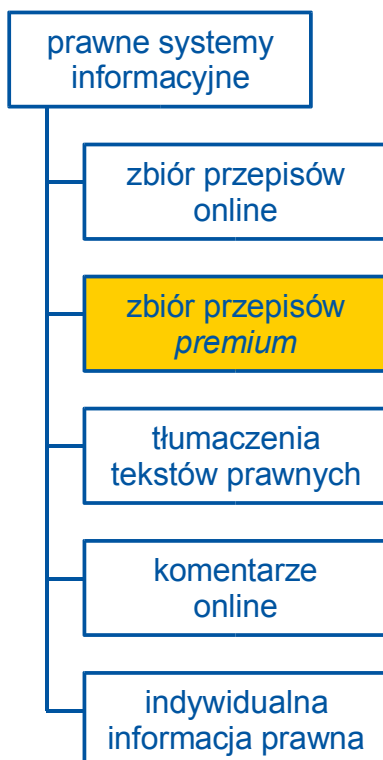 prawne systemy
informacyjne
zbiór przepisów
online
zbiór przepisów
premium
tłumaczenia
tekstów prawnych
komentarze
online
indywidualna
informacja prawna